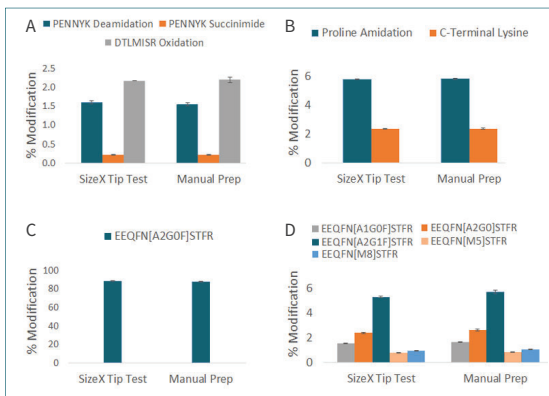 A
PENNYK Deamidation PENNYK Succinimide
DTLMISR Oxidation
% Modification
2.5
2.0
1.5
1.0
0.5
0.0
SizeX Tip Test Manual Prep
B
Proline Amidation C-Terminal Lysine
% Modification
6
4
2
0
SizeX Tip Test Manual Prep
C
EEQFN[A2G0F]STFR
% Modification
100
80
60
40
20
0
SizeX Tip Test Manual Prep
D
EEQFN[A1G0F]STFR EEQFN[A2G0]STFR
EEQFN[A2G1F]STFR EEQFN[M5]STFR
EEQFN[M8]STFR
% Modification
6
4
2
0
SizeX Tip Test Manual Prep